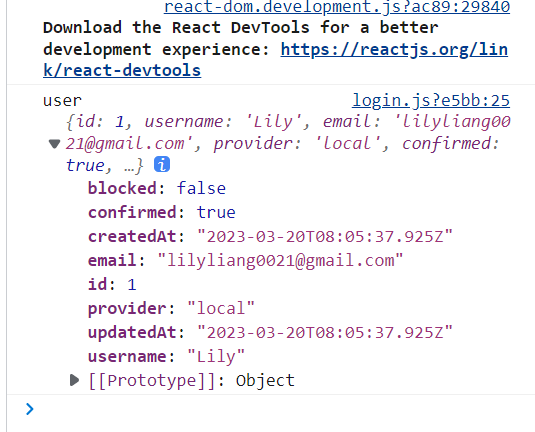 react-dom.development.js?ac89:29840
Download the React DevTools for a better
development experience: https://reactjs.org/lin
k/react-devtools
user login.js?e5bb:25
{id: 1, username: 'Lily', email: 'lilyliang00
21@gmail.com', provider: 'local', confirmed:
true, …} i
blocked: false
confirmed: true
createdAt: "2023-03-20T08:05:37.925Z"
email: "lilyliang0021@gmail.com"
id: 1
provider: "local"
updatedAt: "2023-03-20T08:05:37.925Z"
username: "Lily"
[[Prototype]]: Object